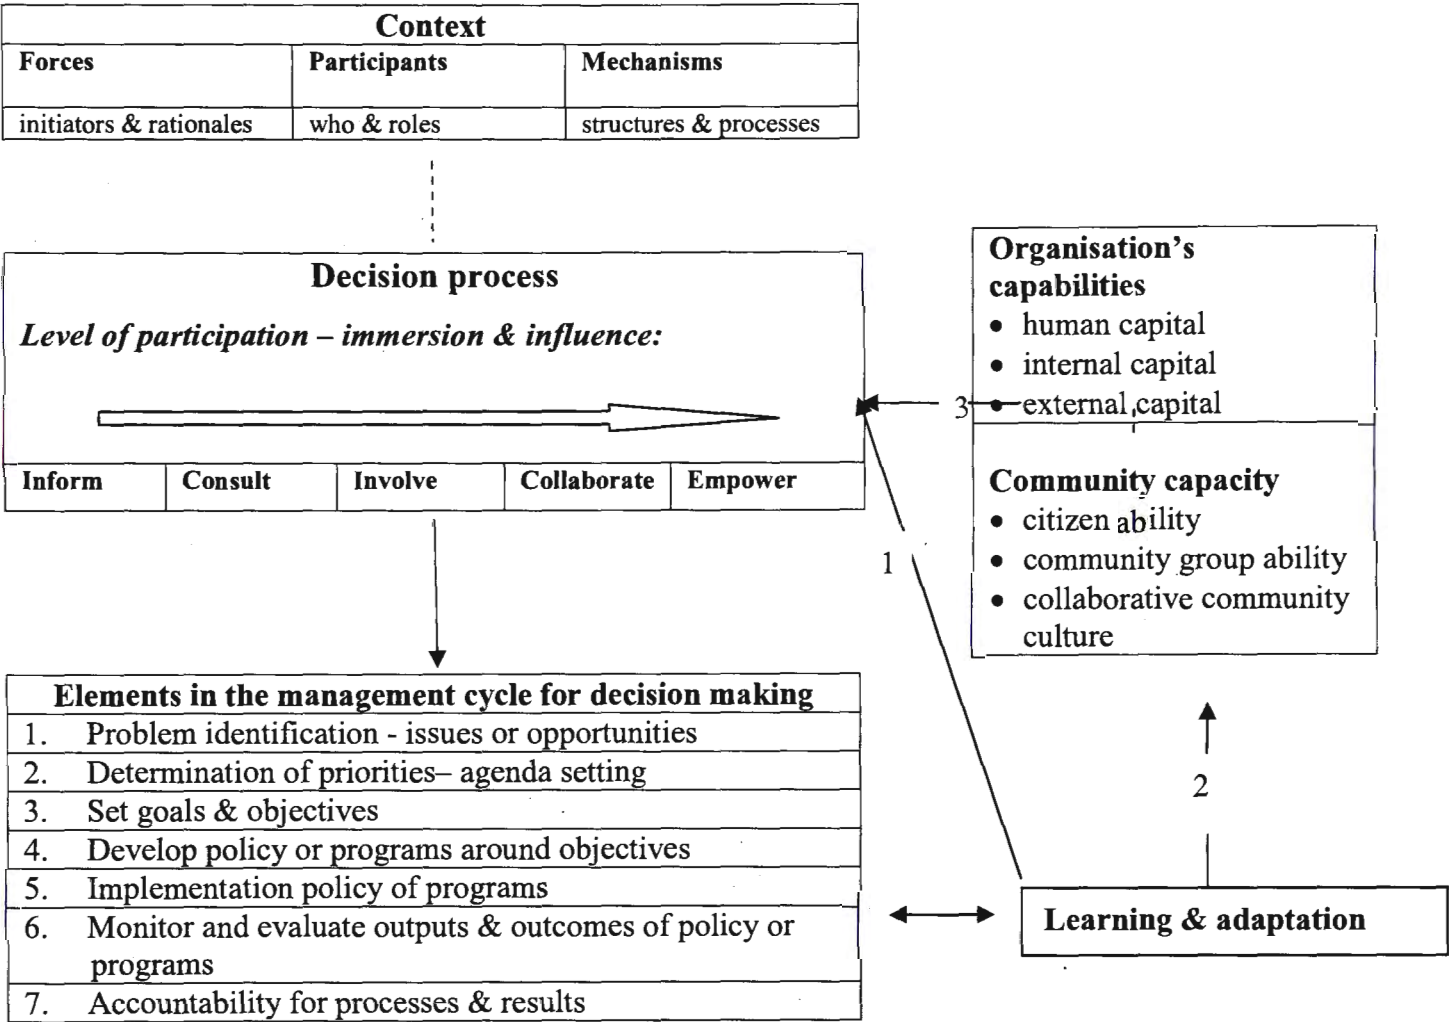 Context
Forces Participants Mechanisms
initiators & rationales who & roles structures & processes
Decision process
Level of participation – immersion & influence:
Inform Consult Involve Collaborate Empower
Organisation's
capabilities
• human capital
• internal capital
• external capital
3
Community capacity
• citizen ability
• community group ability
• collaborative community
culture
1
2
Elements in the management cycle for decision making
1. Problem identification - issues or opportunities
2. Determination of priorities– agenda setting
3. Set goals & objectives
4. Develop policy or programs around objectives
5. Implementation policy of programs
6. Monitor and evaluate outputs & outcomes of policy or
programs
7. Accountability for processes & results
Learning & adaptation